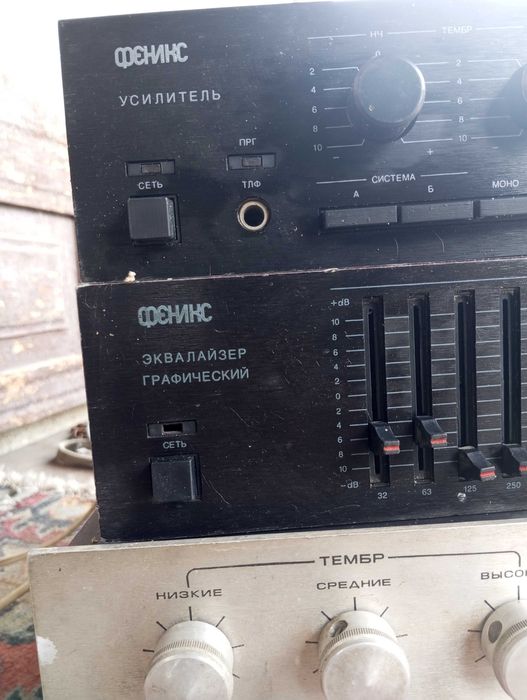 ФЕНИКС
УСИЛИТЕЛЬ
НЧ ТЕМБР
0
2 2
4 4
6 6
8 8
10 10
- +
ПРГ
СЕТЬ ТЛФ
СИСТЕМА
А Б МОНО
ФЕНИКС
ЭКВАЛАЙЗЕР
ГРАФИЧЕСКИЙ
СЕТЬ
+dB
10
8
6
4
2
0
2
4
6
8
10
-dB
32 63 125 250
ТЕМБР
НИЗКИЕ СРЕДНИЕ ВЫСОК